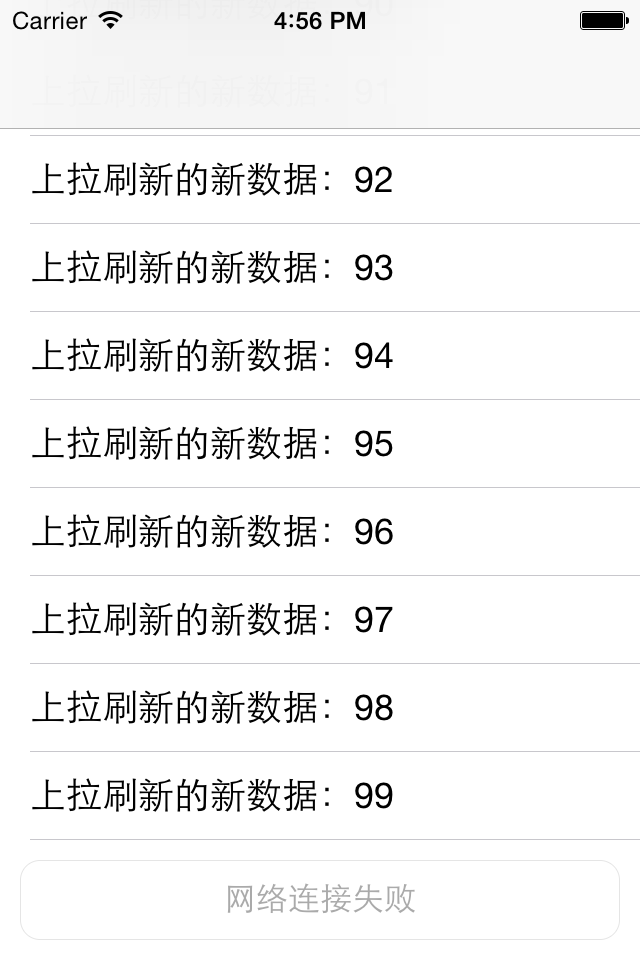 Carrier 4:56 PM
上拉刷新的新数据：91
上拉刷新的新数据：92
上拉刷新的新数据：93
上拉刷新的新数据：94
上拉刷新的新数据：95
上拉刷新的新数据：96
上拉刷新的新数据：97
上拉刷新的新数据：98
上拉刷新的新数据：99
网络连接失败